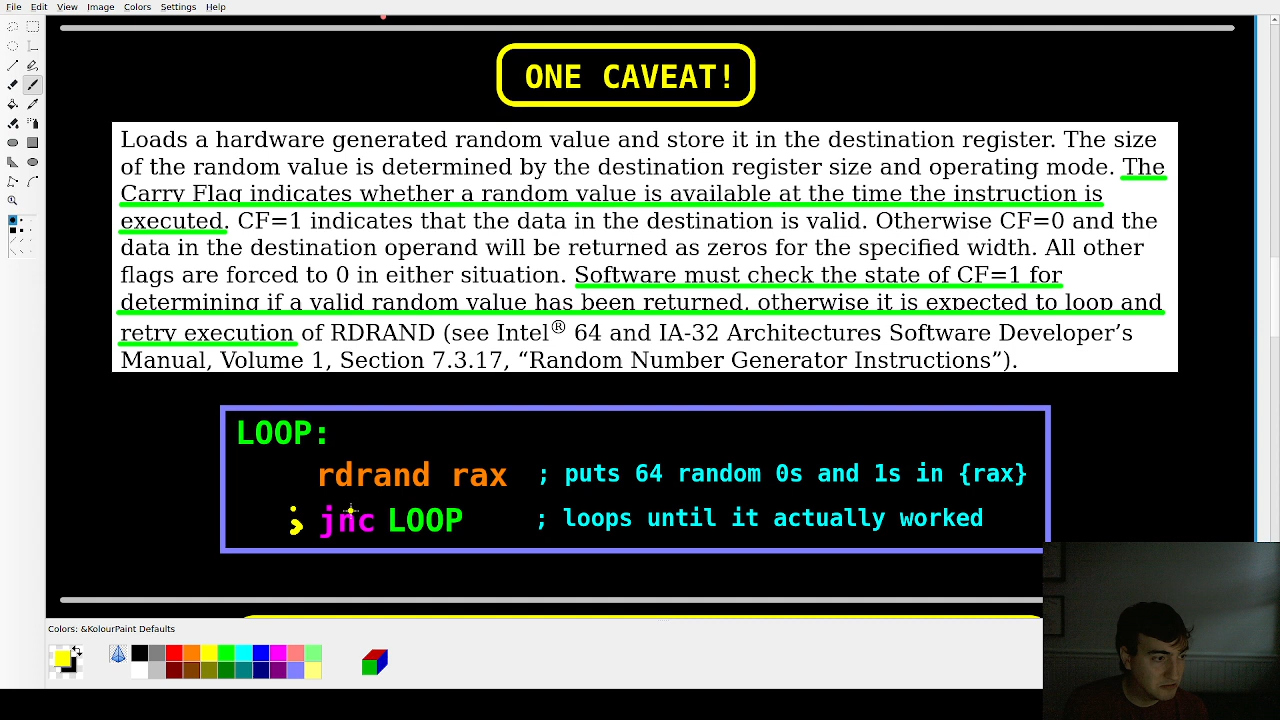 File Edit View Image Colors Settings Help
ONE CAVEAT!
Loads a hardware generated random value and store it in the destination register. The size
of the random value is determined by the destination register size and operating mode. The
Carry Flag indicates whether a random value is available at the time the instruction is
executed. CF=1 indicates that the data in the destination is valid. Otherwise CF=0 and the
data in the destination operand will be returned as zeros for the specified width. All other
flags are forced to 0 in either situation. Software must check the state of CF=1 for
determining if a valid random value has been returned, otherwise it is expected to loop and
retry execution of RDRAND (see Intel® 64 and IA-32 Architectures Software Developer’s
Manual, Volume 1, Section 7.3.17, “Random Number Generator Instructions”).
LOOP:
rdrand rax ; puts 64 random 0s and 1s in {rax}
; jnc LOOP ; loops until it actually worked
Colors: &KolourPaint Defaults